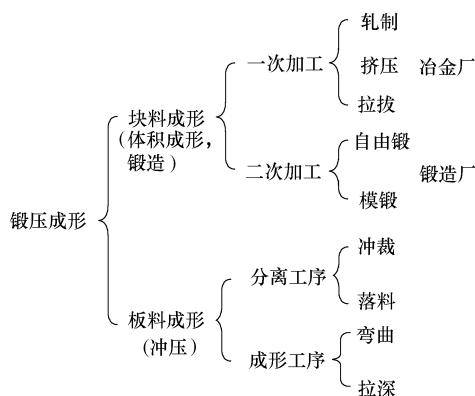 锻压成形
块料成形
(体积成形,
锻造)
一次加工
轧制
挤压 冶金厂
拉拔
二次加工
自由锻
锻造厂
模锻
板料成形
(冲压)
分离工序
冲裁
落料
成形工序
弯曲
拉深